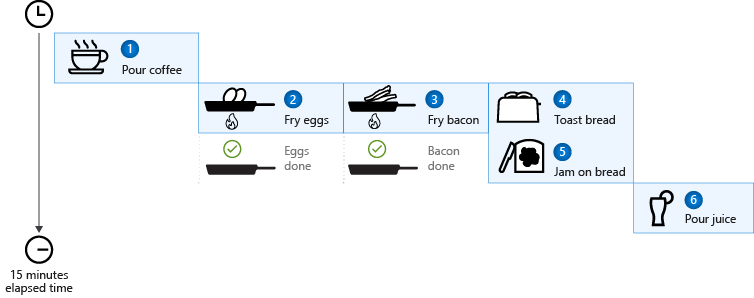 1
Pour coffee
2
Fry eggs
3
Fry bacon
4
Toast bread
Eggs
done
Bacon
done
5
Jam on bread
6
Pour juice
15 minutes
elapsed time